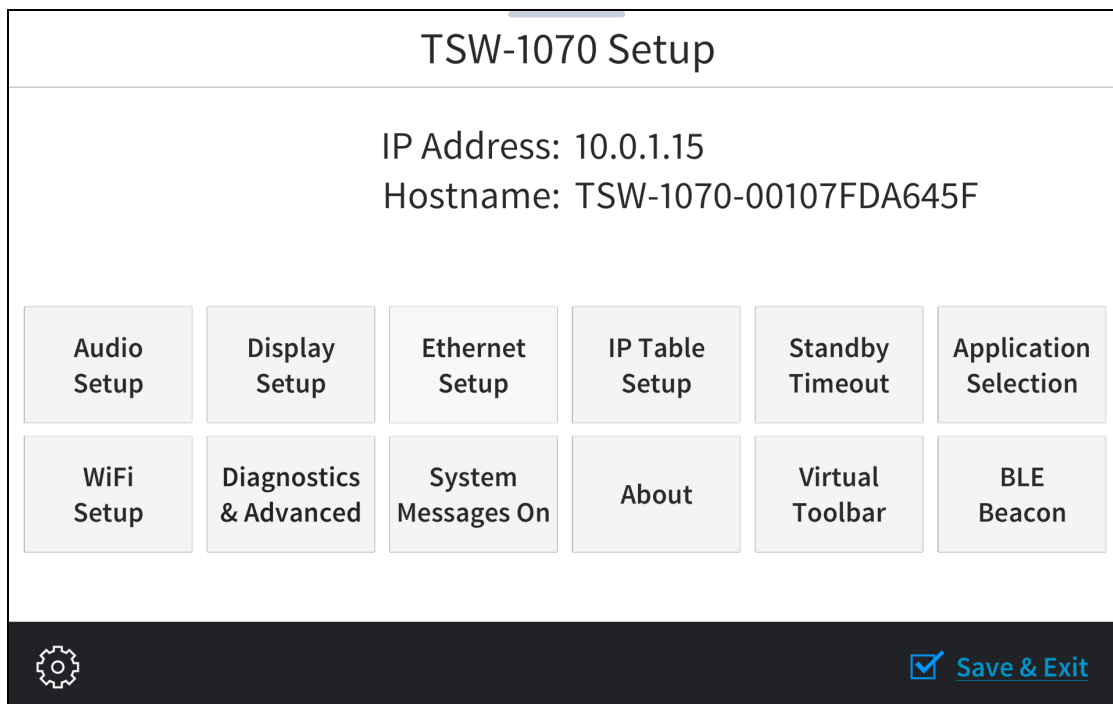 TSW-1070 Setup
IP Address: 10.0.1.15
Hostname: TSW-1070-00107FDA645F
Audio Setup
Display Setup
Ethernet Setup
IP Table Setup
Standby Timeout
Application Selection
WiFi Setup
Diagnostics & Advanced
System Messages On
About
Virtual Toolbar
BLE Beacon
Save & Exit